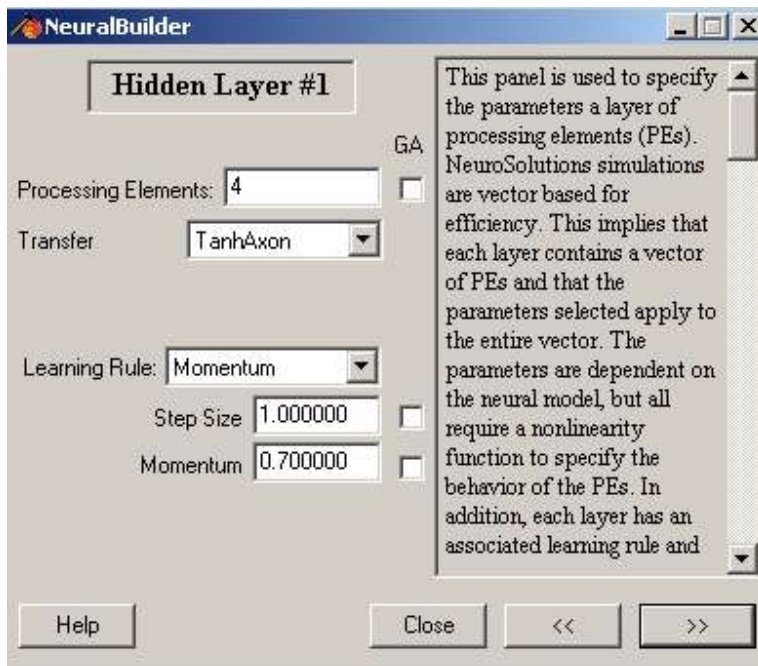 NeuralBuilder
Hidden Layer #1
GA
Processing Elements: 4
Transfer TanhAxon
Learning Rule: Momentum
Step Size 1.000000
Momentum 0.700000
This panel is used to specify
the parameters a layer of
processing elements (PEs).
NeuroSolutions simulations
are vector based for
efficiency. This implies that
each layer contains a vector
of PEs and that the
parameters selected apply to
the entire vector. The
parameters are dependent on
the neural model, but all
require a nonlinearity
function to specify the
behavior of the PEs. In
addition, each layer has an
associated learning rule and
Help Close << >>